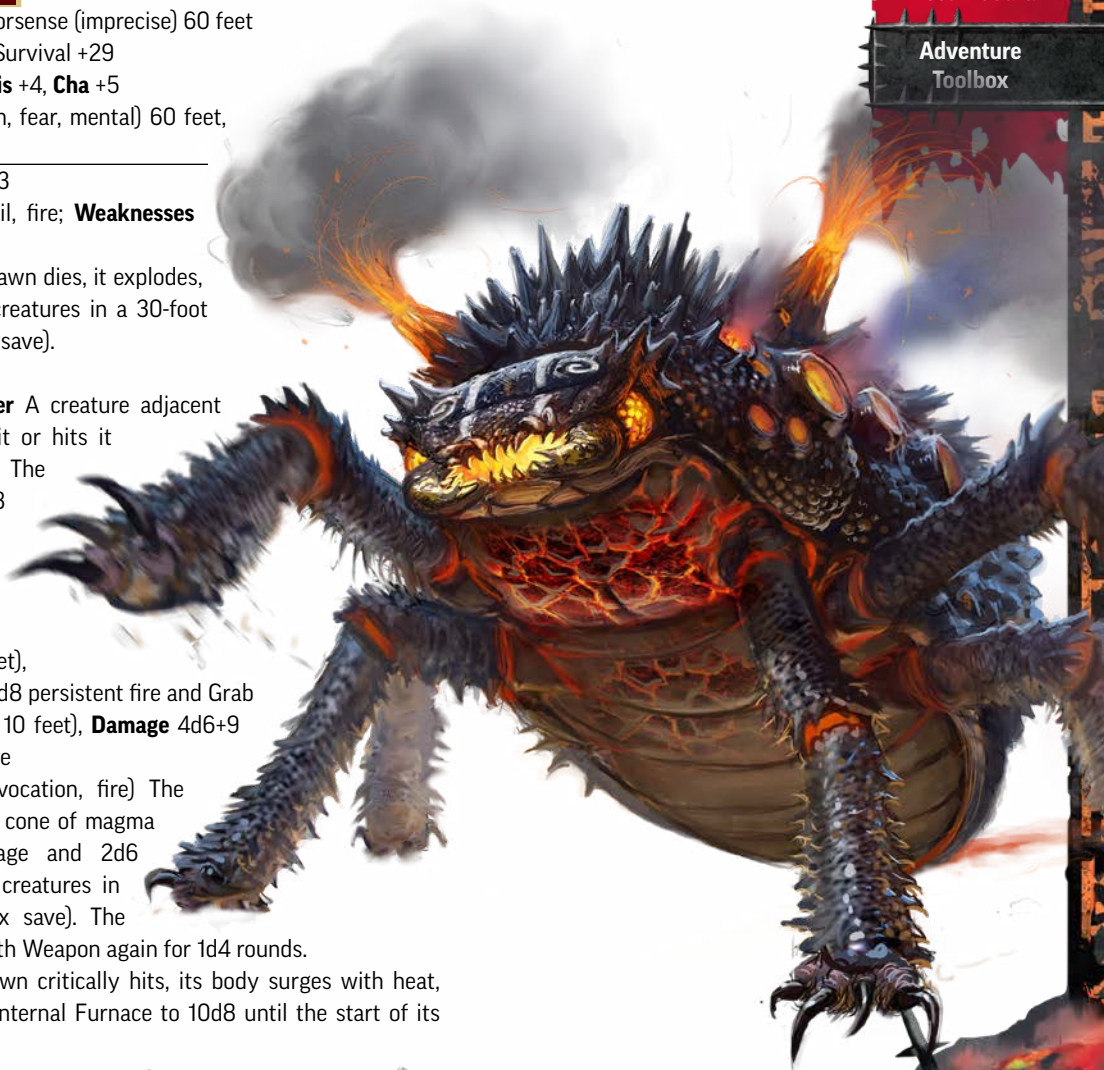 orsense (imprecise) 60 feet
Survival +29
is +4, Cha +5
n, fear, mental) 60 feet,
3
il, fire; Weaknesses
awn dies, it explodes,
creatures in a 30-foot
save).
er A creature adjacent
it or hits it
The
3
et),
d8 persistent fire and Grab
10 feet), Damage 4d6+9
re
vocation, fire) The
cone of magma
age and 2d6
creatures in
x save). The
th Weapon again for 1d4 rounds.
wn critically hits, its body surges with heat,
nternal Furnace to 10d8 until the start of its
Adventure
Toolbox